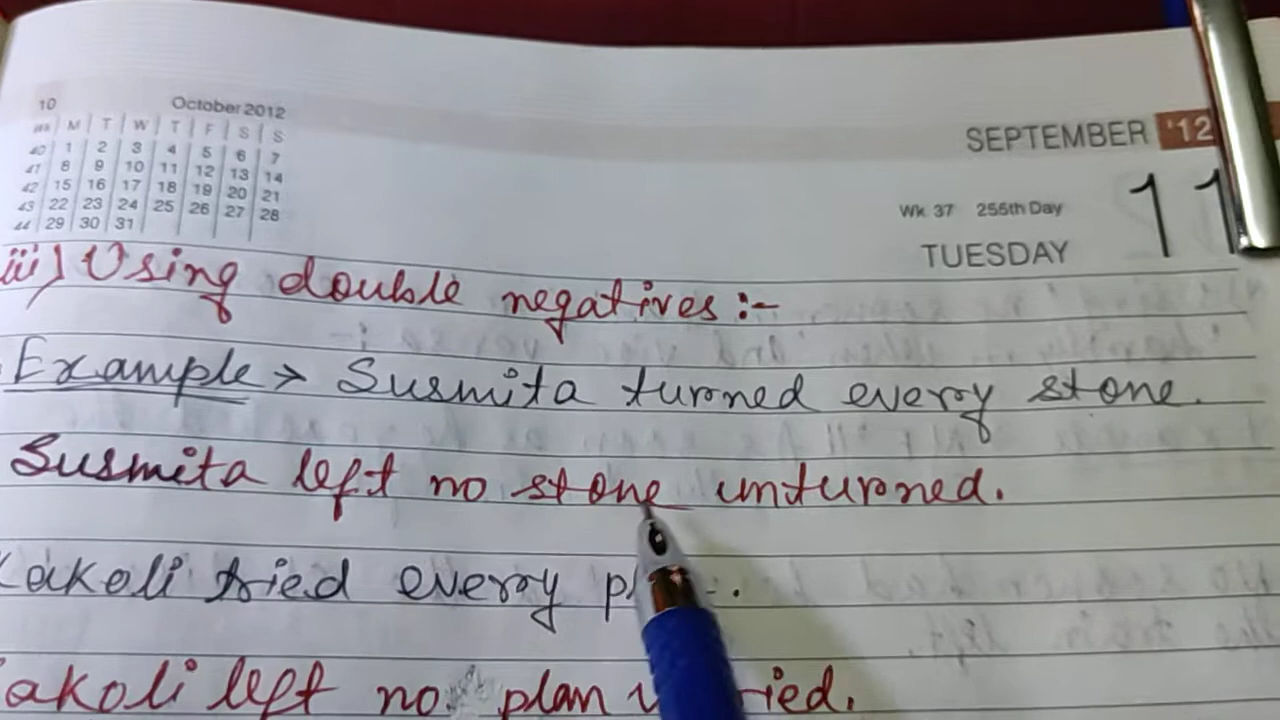 10 October 2012
Wk M T W T F S S
40 1 2 3 4 5 6 7
41 8 9 10 11 12 13 14
42 15 16 17 18 19 20 21
43 22 23 24 25 26 27 28
44 29 30 31
SEPTEMBER '12
11
Wk 37 255th Day
TUESDAY
iii) Using double negatives :-
Example > Susmita turned every stone.
Susmita left no stone unturned.
Kakoli tried every
akoli left no plan